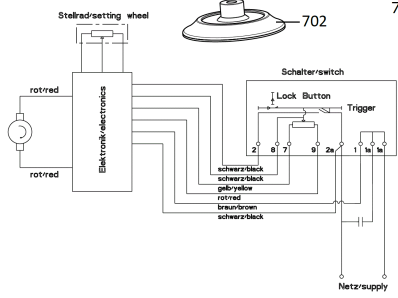 702
7
Stellrad/setting wheel
Schalter/switch
rot/red
Elektronik/electronics
Lock Button
Trigger
2 8 7 9 2a 1 1a 1a
rot/red
schwarz/black
schwarz/black
gelb/yellow
rot/red
braun/brown
schwarz/black
Netz/supply